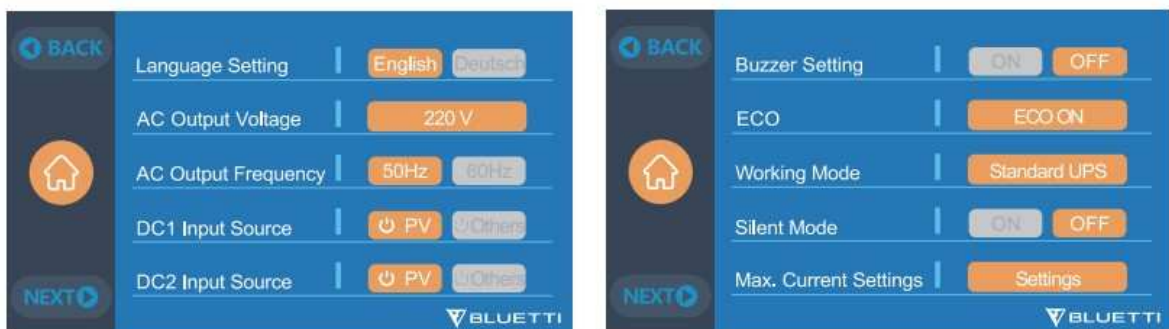 BACK
Language Setting English Deutsch
AC Output Voltage 220 V
AC Output Frequency 50Hz 60Hz
DC1 Input Source PV Others
DC2 Input Source PV Others
NEXT
BLUETTI
BACK
Buzzer Setting ON OFF
ECO ECO ON
Working Mode Standard UPS
Silent Mode ON OFF
Max. Current Settings Settings
NEXT
BLUETTI